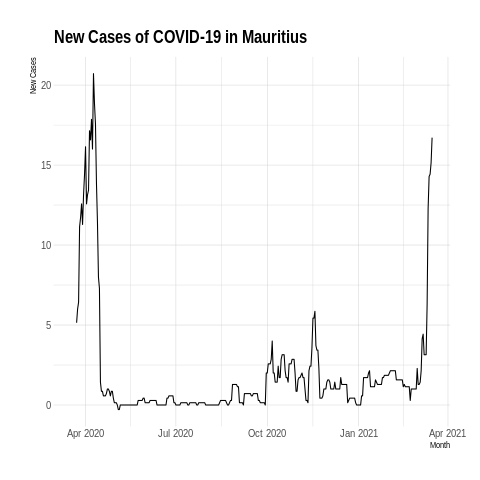 New Cases of COVID-19 in Mauritius
New Cases
20
15
10
5
0
Apr 2020
Jul 2020
Oct 2020
Jan 2021
Apr 2021
Month